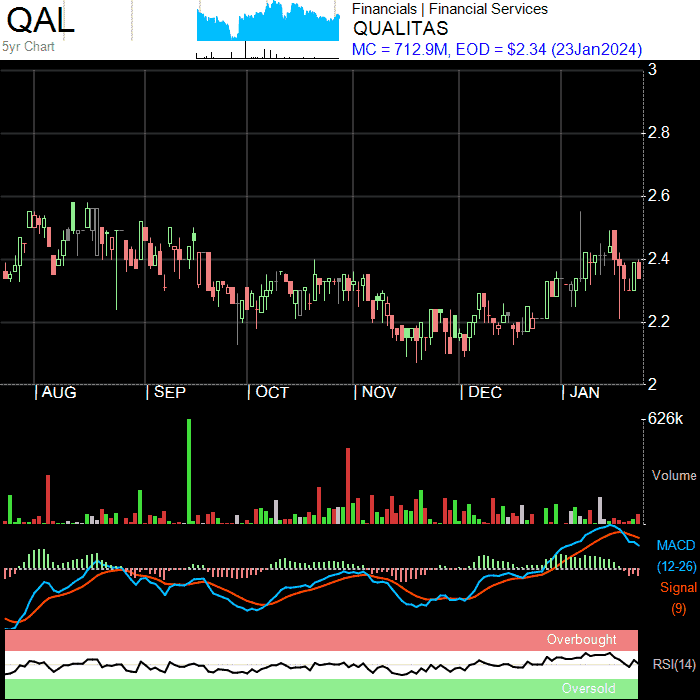 QAL
5yr Chart
Financials | Financial Services
QUALITAS
MC = 712.9M, EOD = $2.34 (23Jan2024)
3
2.8
2.6
2.4
2.2
2
| AUG | SEP | OCT | NOV | DEC | JAN
626k
Volume
MACD
(12-26)
Signal
(9)
Overbought
RSI(14)
Oversold